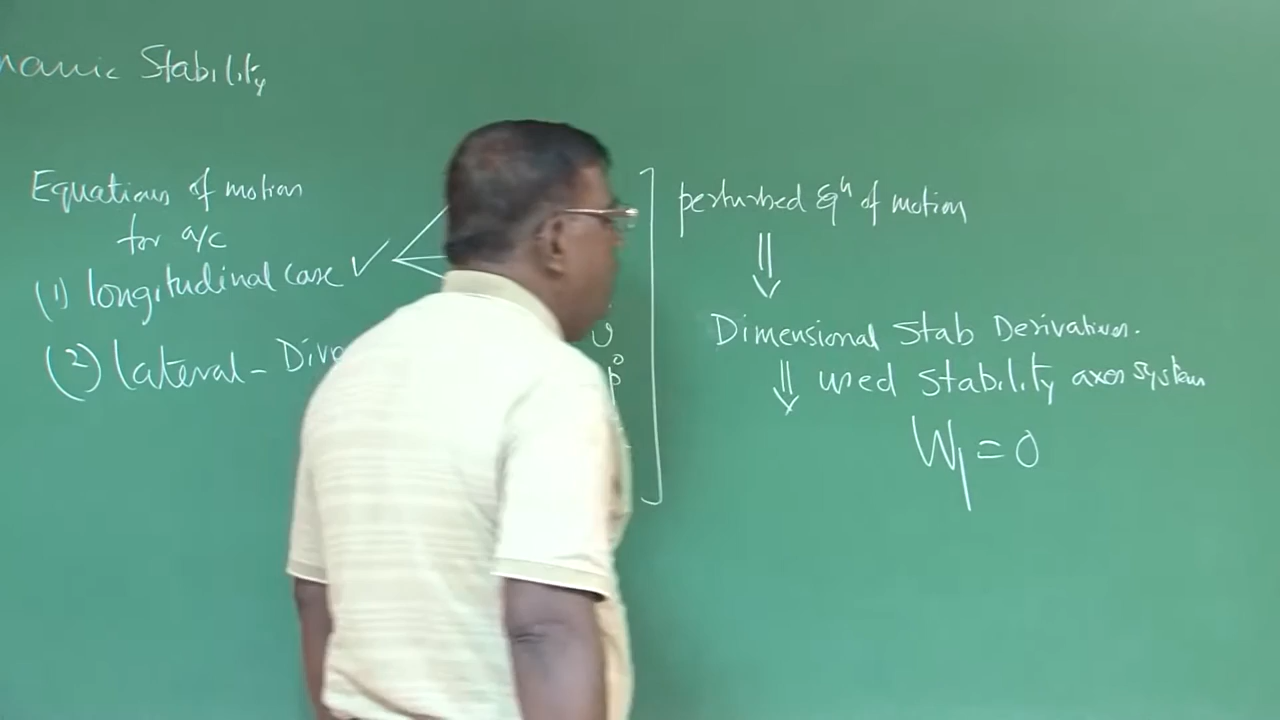 namic Stability
Equations of motion
for a/c
(1) longitudinal case ✓
(2) lateral - Dire
υ
p
perturbed Eqⁿ of motion
⇓
Dimensional Stab Derivatives.
⇓ used Stability axes system
W₁ = 0